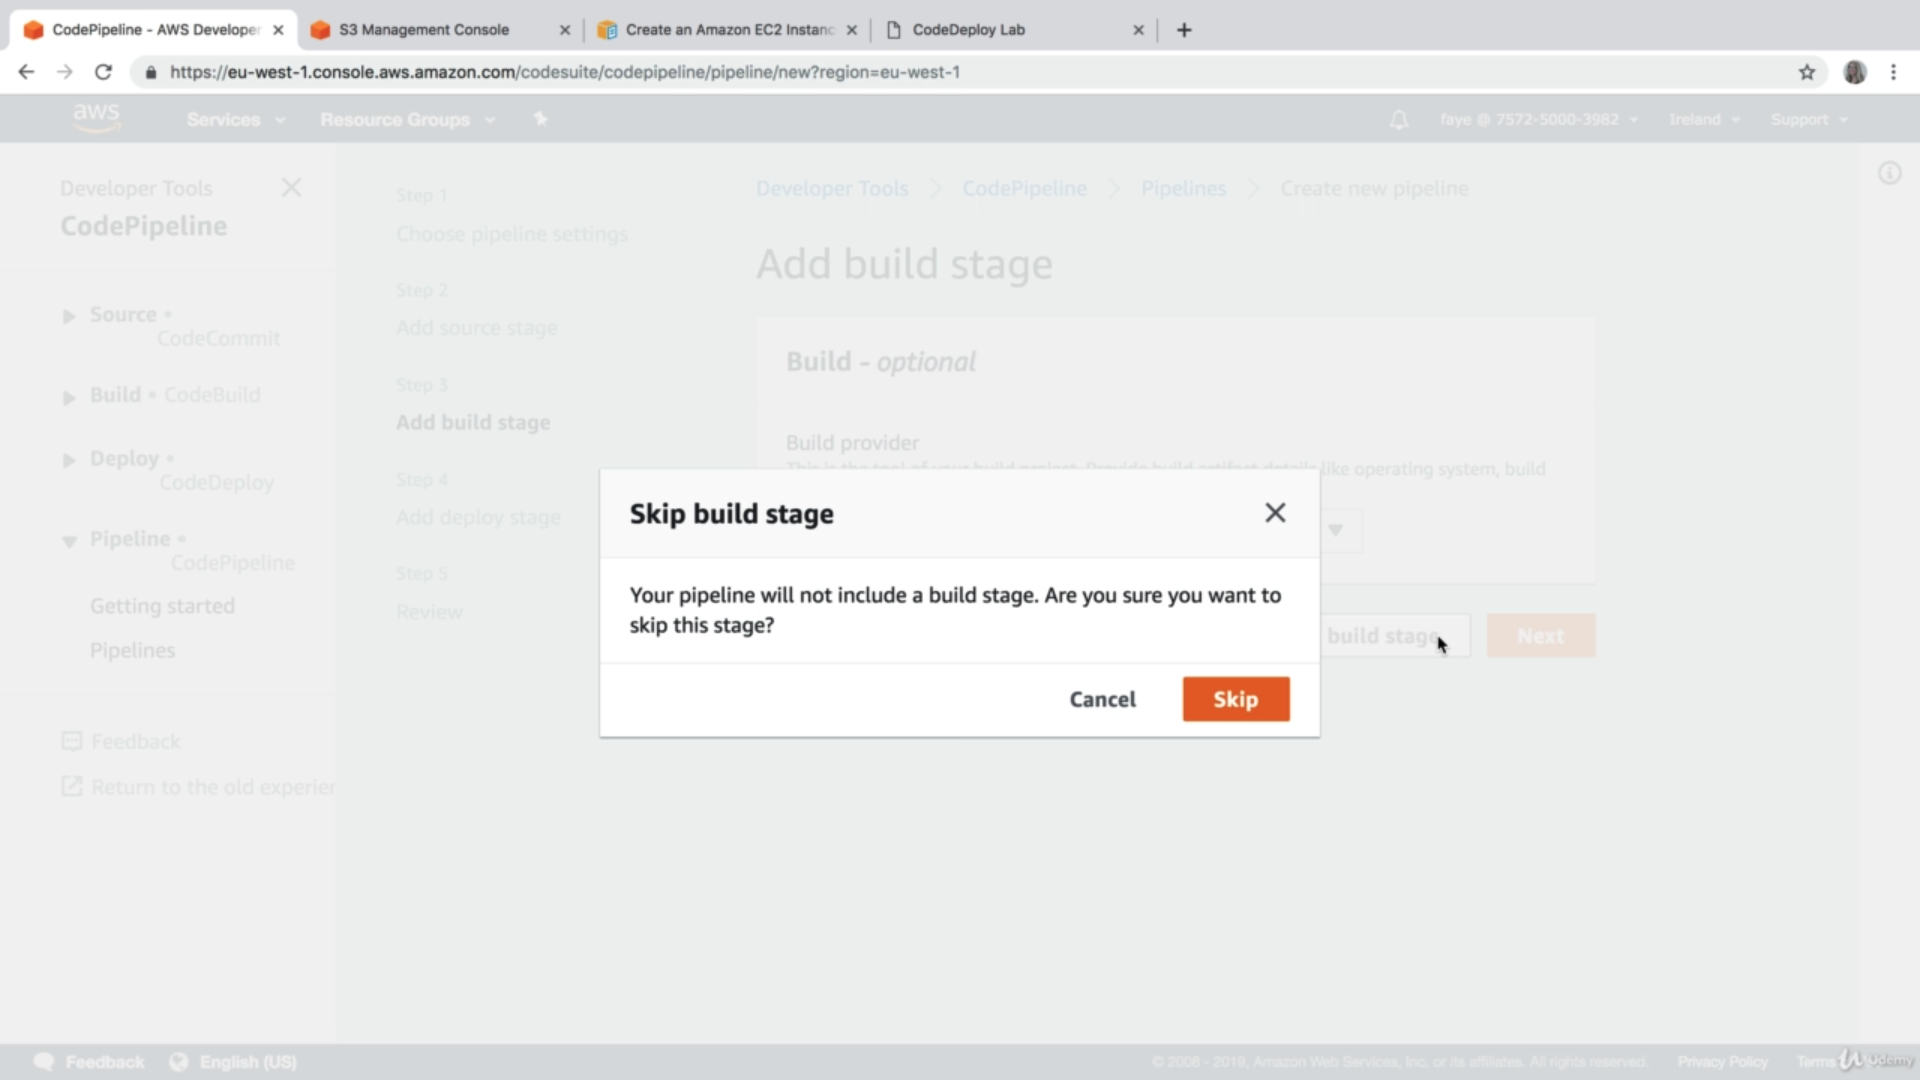 CodePipeline - AWS Developer
S3 Management Console
Create an Amazon EC2 Instanc
CodeDeploy Lab
https://eu-west-1.console.aws.amazon.com/codesuite/codepipeline/pipeline/new?region=eu-west-1
aws
Services
Resource Groups
faye @ 7572-5000-3982
Ireland
Support
Developer Tools
CodePipeline
Source •
CodeCommit
Build • CodeBuild
Deploy •
CodeDeploy
Pipeline •
CodePipeline
Getting started
Pipelines
Feedback
Return to the old experien
Step 1
Choose pipeline settings
Step 2
Add source stage
Step 3
Add build stage
Step 4
Add deploy stage
Step 5
Review
Developer Tools
CodePipeline
Pipelines
Create new pipeline
Add build stage
Build - optional
Build provider
This is the tool of your build project. Provide build artifact details like operating system, build
Skip build stage
Your pipeline will not include a build stage. Are you sure you want to
skip this stage?
Cancel
Skip
build stage
Next
Feedback
English (US)
© 2008 - 2019, Amazon Web Services, Inc. or its affiliates. All rights reserved.
Privacy Policy
Terms
Udemy